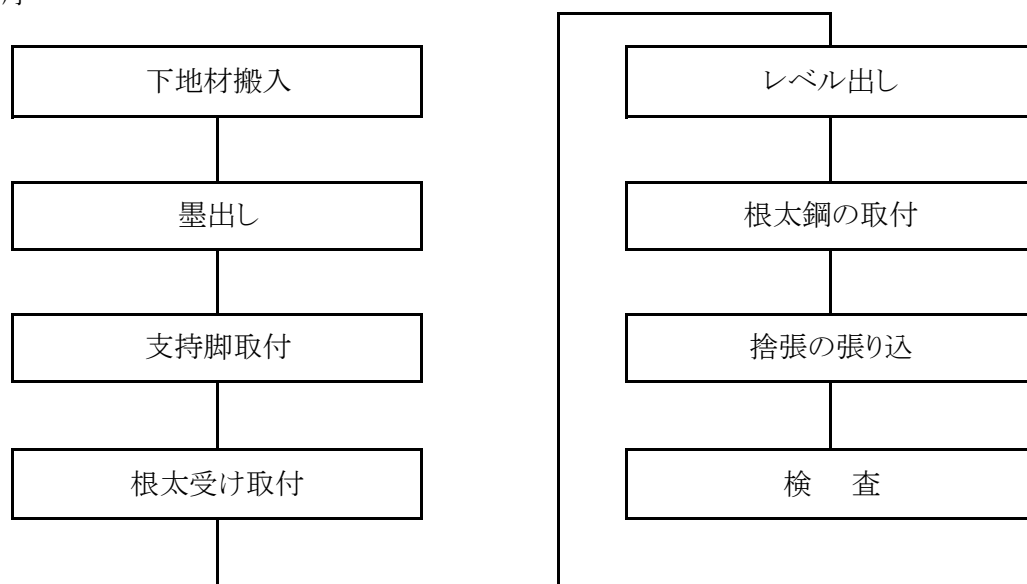 下地材搬入
墨出し
支持脚取付
根太受け取付
レベル出し
根太鋼の取付
捨張の張り込
検　査